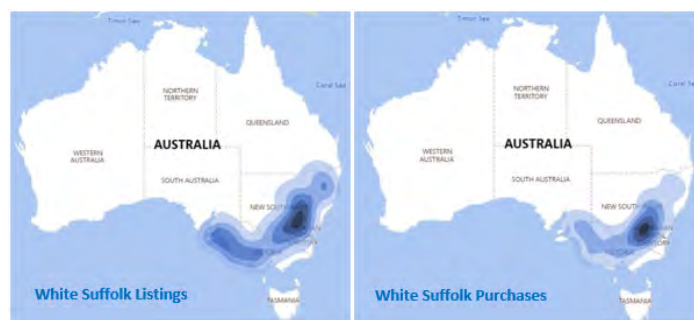 Timor Sea
Coral Sea
NORTHERN
TERRITORY
QUEENSLAND
AUSTRALIA
WESTERN
AUSTRALIA
SOUTH AUSTRALIA
NEW SOUTH
TASMANIA
White Suffolk Listings
Timor Sea
Coral Sea
NORTHERN
TERRITORY
QUEENSLAND
AUSTRALIA
WESTERN
AUSTRALIA
SOUTH AUSTRALIA
NEW SOUTH
TASMANIA
White Suffolk Purchases